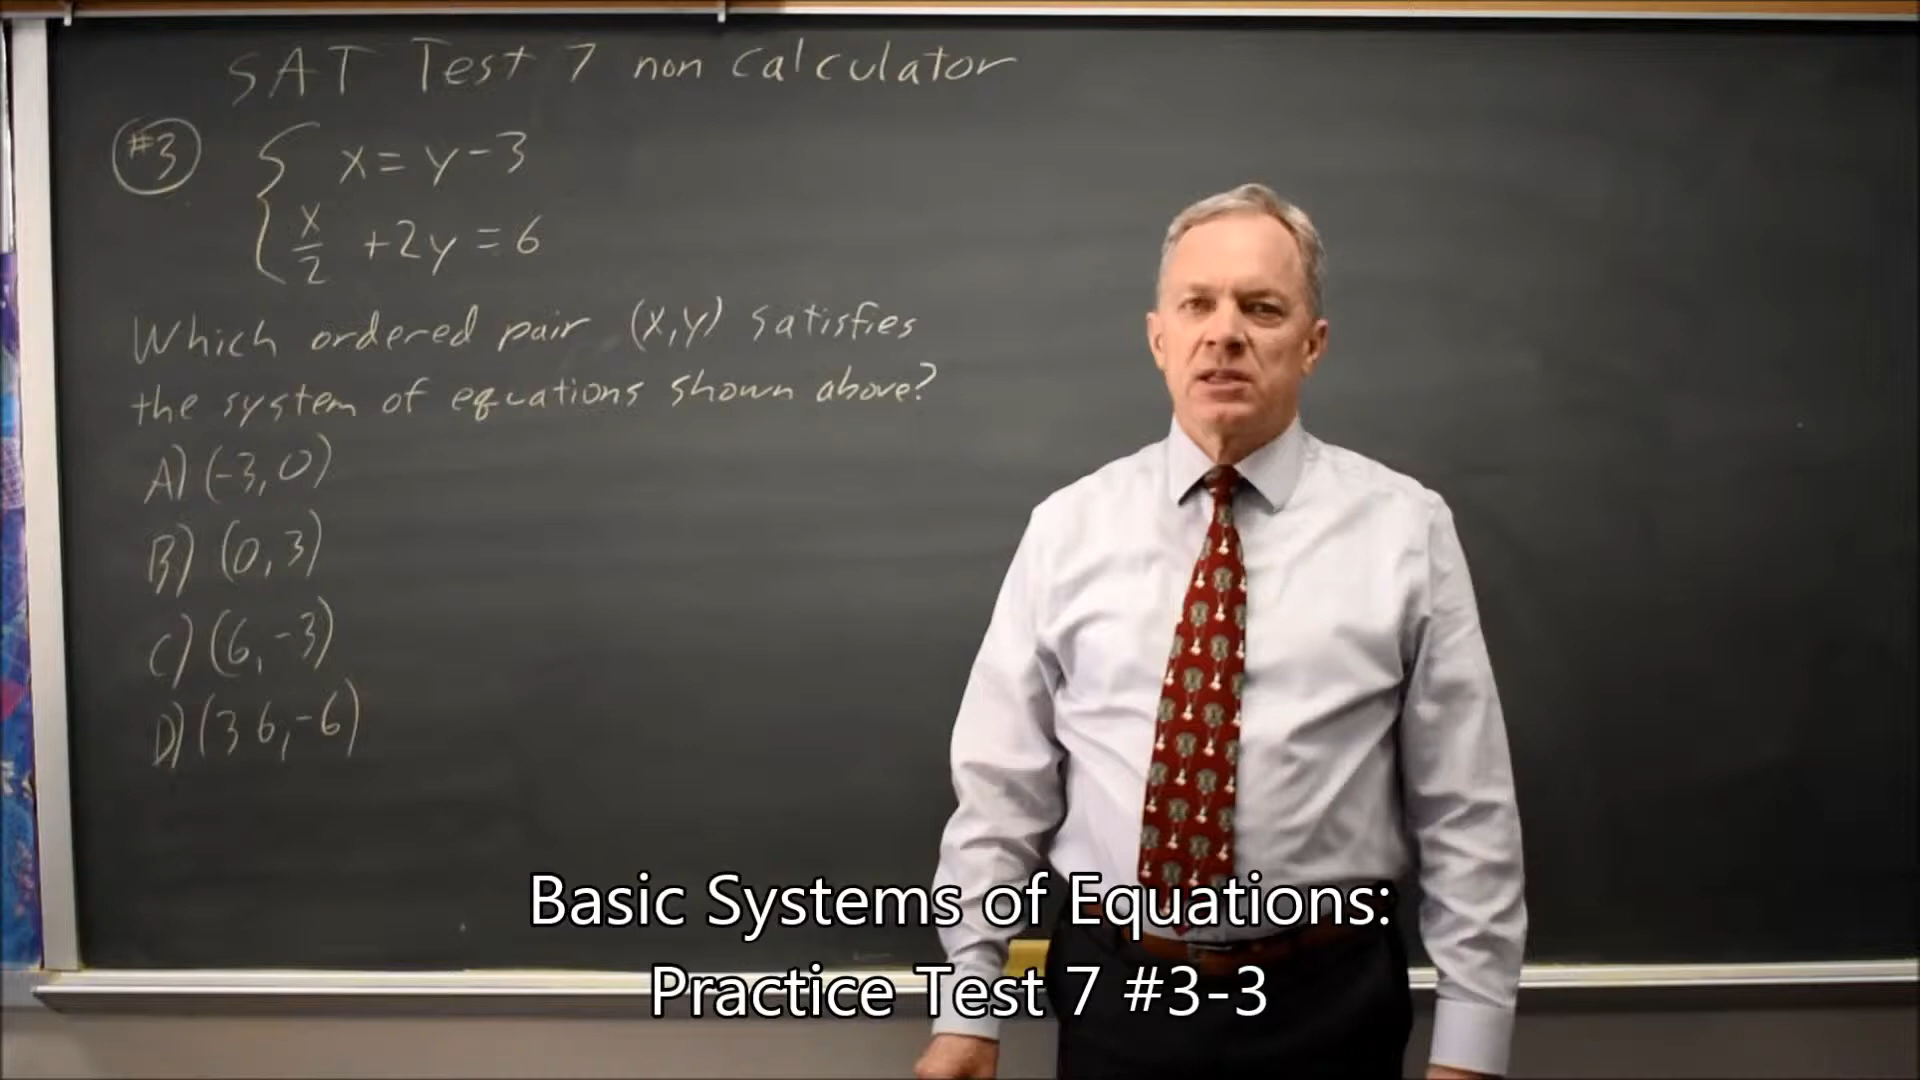 SAT Test 7 non calculator
#3 x = y - 3
x/2 + 2y = 6
Which ordered pair (x,y) satisfies
the system of equations shown above?
A) (-3, 0)
B) (0, 3)
C) (6, -3)
D) (36, -6)
Basic Systems of Equations:
Practice Test 7 #3-3